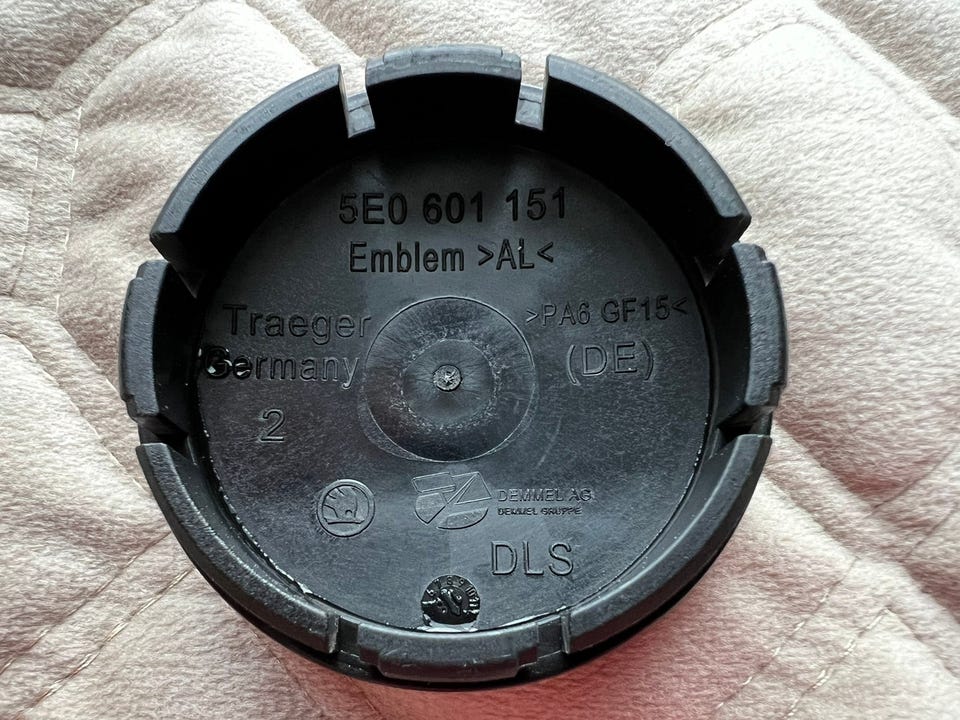 5E0 601 151
Emblem >AL<
Traeger
Germany
>PA6 GF15<
(DE)
2
DEMMEL AG
DEMMEL GRUPPE
DLS